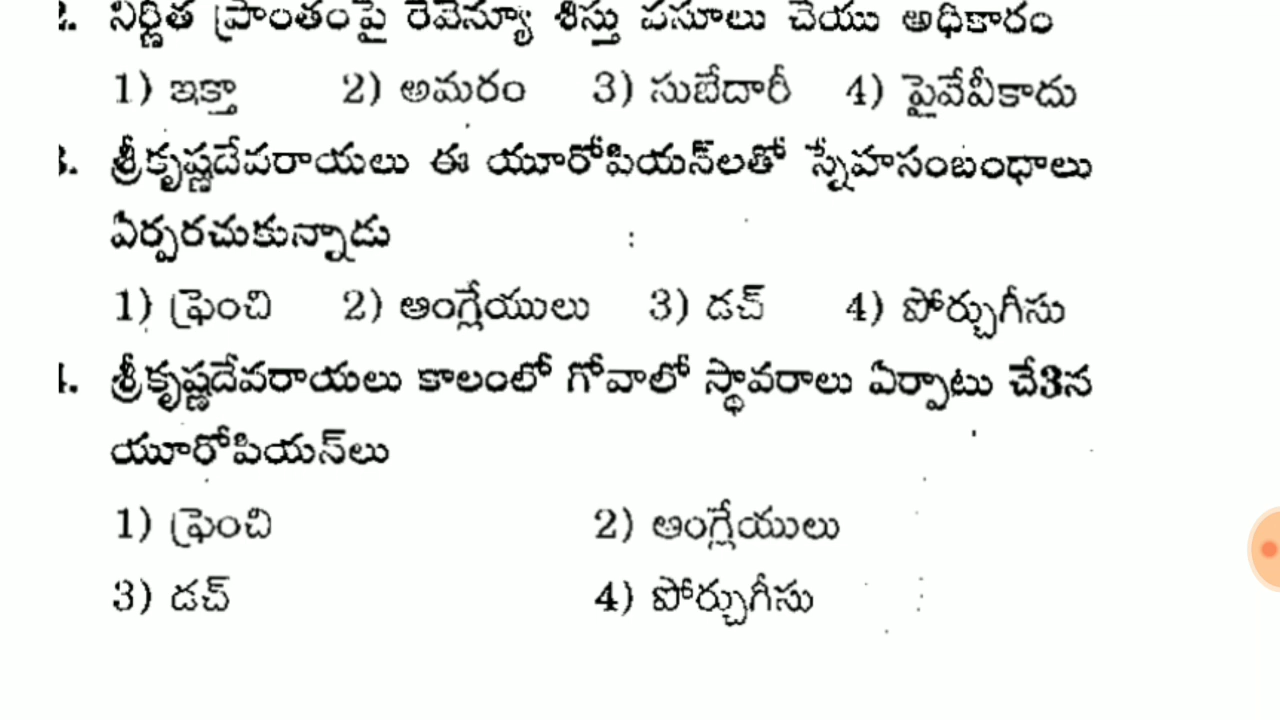 2. నిర్ణీత ప్రాంతంపై రెవెన్యూ శిస్తు వసూలు చేయు అధికారం
1) ఇక్తా 2) అమరం 3) సుబేదారీ 4) పైవేవీకాదు
3. శ్రీకృష్ణదేవరాయలు ఈ యూరోపియన్‌లతో స్నేహసంబంధాలు
ఏర్పరచుకున్నాడు :
1) ఫ్రెంచి 2) ఆంగ్లేయులు 3) డచ్ 4) పోర్చుగీసు
4. శ్రీకృష్ణదేవరాయలు కాలంలో గోవాలో స్థావరాలు ఏర్పాటు చే3న
యూరోపియన్‌లు
1) ఫ్రెంచి 2) ఆంగ్లేయులు
3) డచ్ 4) పోర్చుగీసు